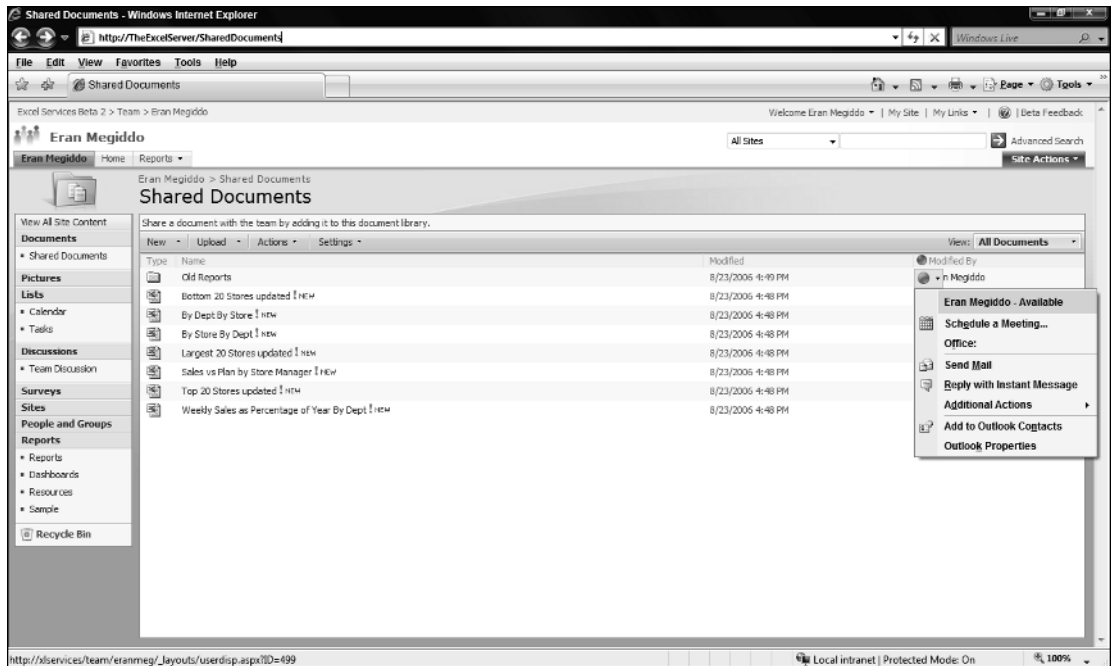 Shared Documents - Windows Internet Explorer
http://TheExcelServer/SharedDocuments
Windows Live
File Edit View Favorites Tools Help
Shared Documents
Page Tools
Excel Services Beta 2 > Team > Eran Megiddo
Welcome Eran Megiddo | My Site | My Links | | Beta Feedback
Eran Megiddo
All Sites
Advanced Search
Eran Megiddo Home Reports
Site Actions
Eran Megiddo > Shared Documents
Shared Documents
View All Site Content
Documents
Shared Documents
Pictures
Lists
Calendar
Tasks
Discussions
Team Discussion
Surveys
Sites
People and Groups
Reports
Reports
Dashboards
Resources
Sample
Recycle Bin
Share a document with the team by adding it to this document library.
New Upload Actions Settings
View: All Documents
Type Name Modified Modified By
Old Reports 8/23/2006 4:49 PM n Megiddo
Bottom 20 Stores updated ! NEW 8/23/2006 4:48 PM
By Dept By Store ! NEW 8/23/2006 4:48 PM
By Store By Dept ! NEW 8/23/2006 4:48 PM
Largest 20 Stores updated ! NEW 8/23/2006 4:48 PM
Sales vs Plan by Store Manager ! NEW 8/23/2006 4:48 PM
Top 20 Stores updated ! NEW 8/23/2006 4:48 PM
Weekly Sales as Percentage of Year By Dept ! NEW 8/23/2006 4:48 PM
Eran Megiddo - Available
Schedule a Meeting...
Office:
Send Mail
Reply with Instant Message
Additional Actions
Add to Outlook Contacts
Outlook Properties
http://xlservices/team/eranmeg/_layouts/userdisp.aspx?ID=499
Local intranet | Protected Mode: On
100%